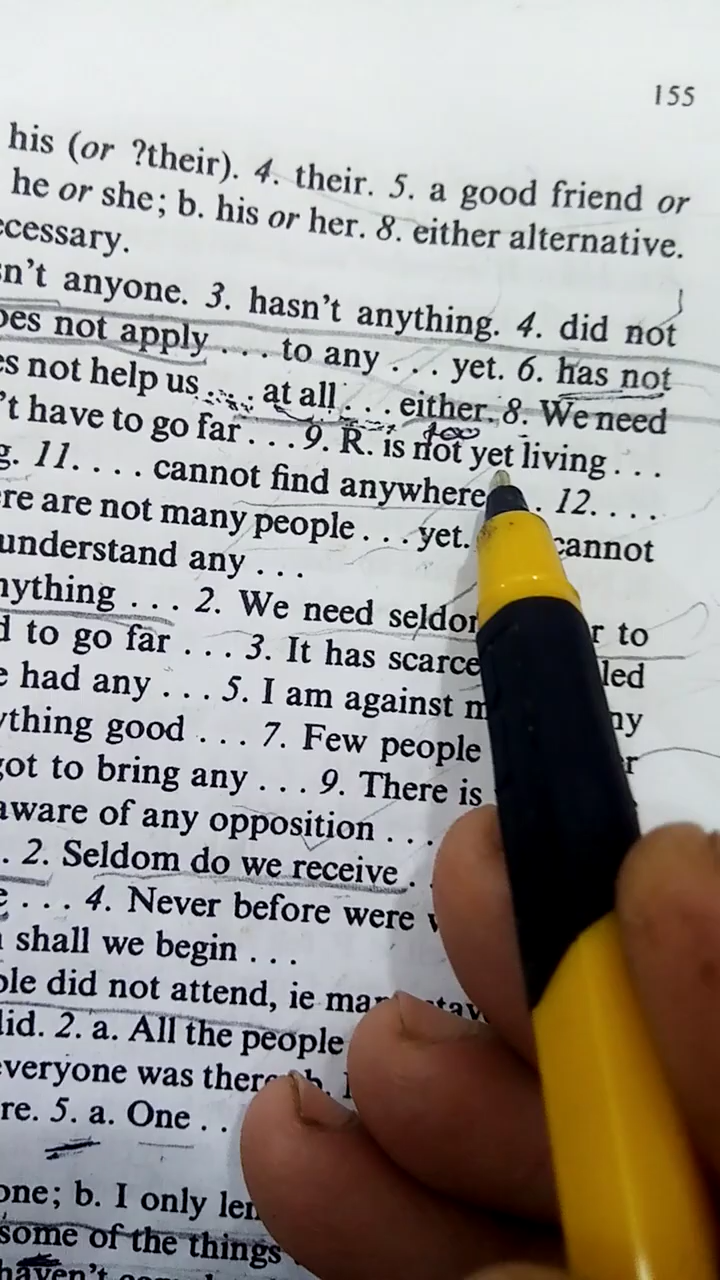 155
his (or ?their). 4. their. 5. a good friend or
he or she; b. his or her. 8. either alternative.
cessary.
n't anyone. 3. hasn't anything. 4. did not
oes not apply ... to any ... yet. 6. has not
es not help us ... at all ... either. 8. We need
too
't have to go far ... 9. R. is not yet living ...
g. 11. ... cannot find anywhere . 12. ...
re are not many people ... yet. cannot
understand any ...
nything ... 2. We need seldo r to
d to go far ... 3. It has scarce led
e had any ... 5. I am against m ny
ything good ... 7. Few people r
got to bring any ... 9. There is
aware of any opposition ...
. 2. Seldom do we receive .
e ... 4. Never before were
shall we begin ...
ple did not attend, ie
did. 2. a. All the people
everyone was there b.
re. 5. a. One ..
one; b. I only
some of the things
haven't